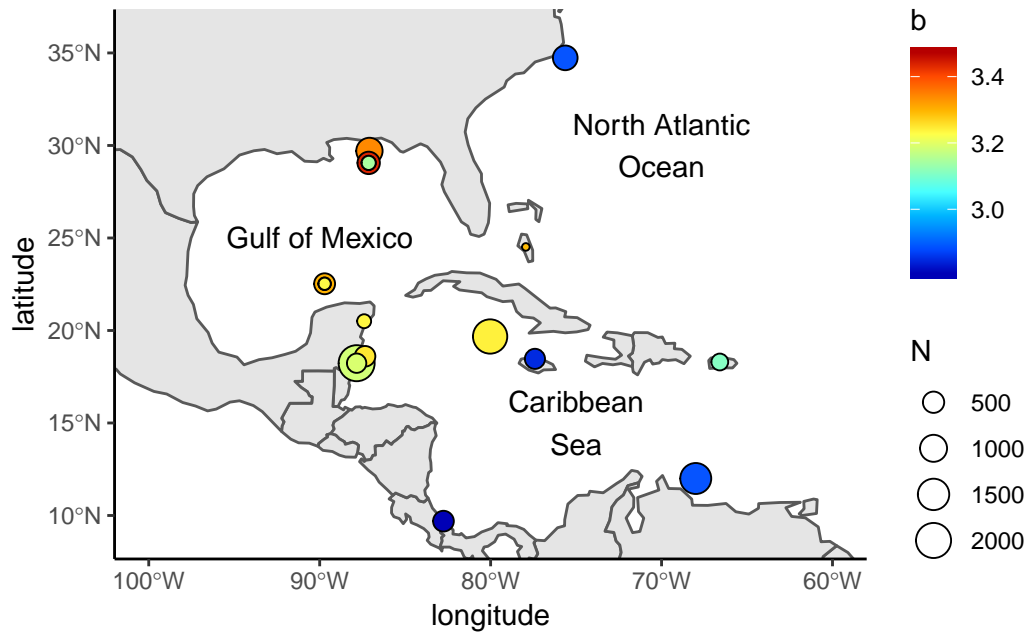 35°N
30°N
25°N
20°N
15°N
10°N
latitude
100°W
90°W
80°W
70°W
60°W
longitude
North Atlantic
Ocean
Gulf of Mexico
Caribbean
Sea
b
3.4
3.2
3.0
N
500
1000
1500
2000